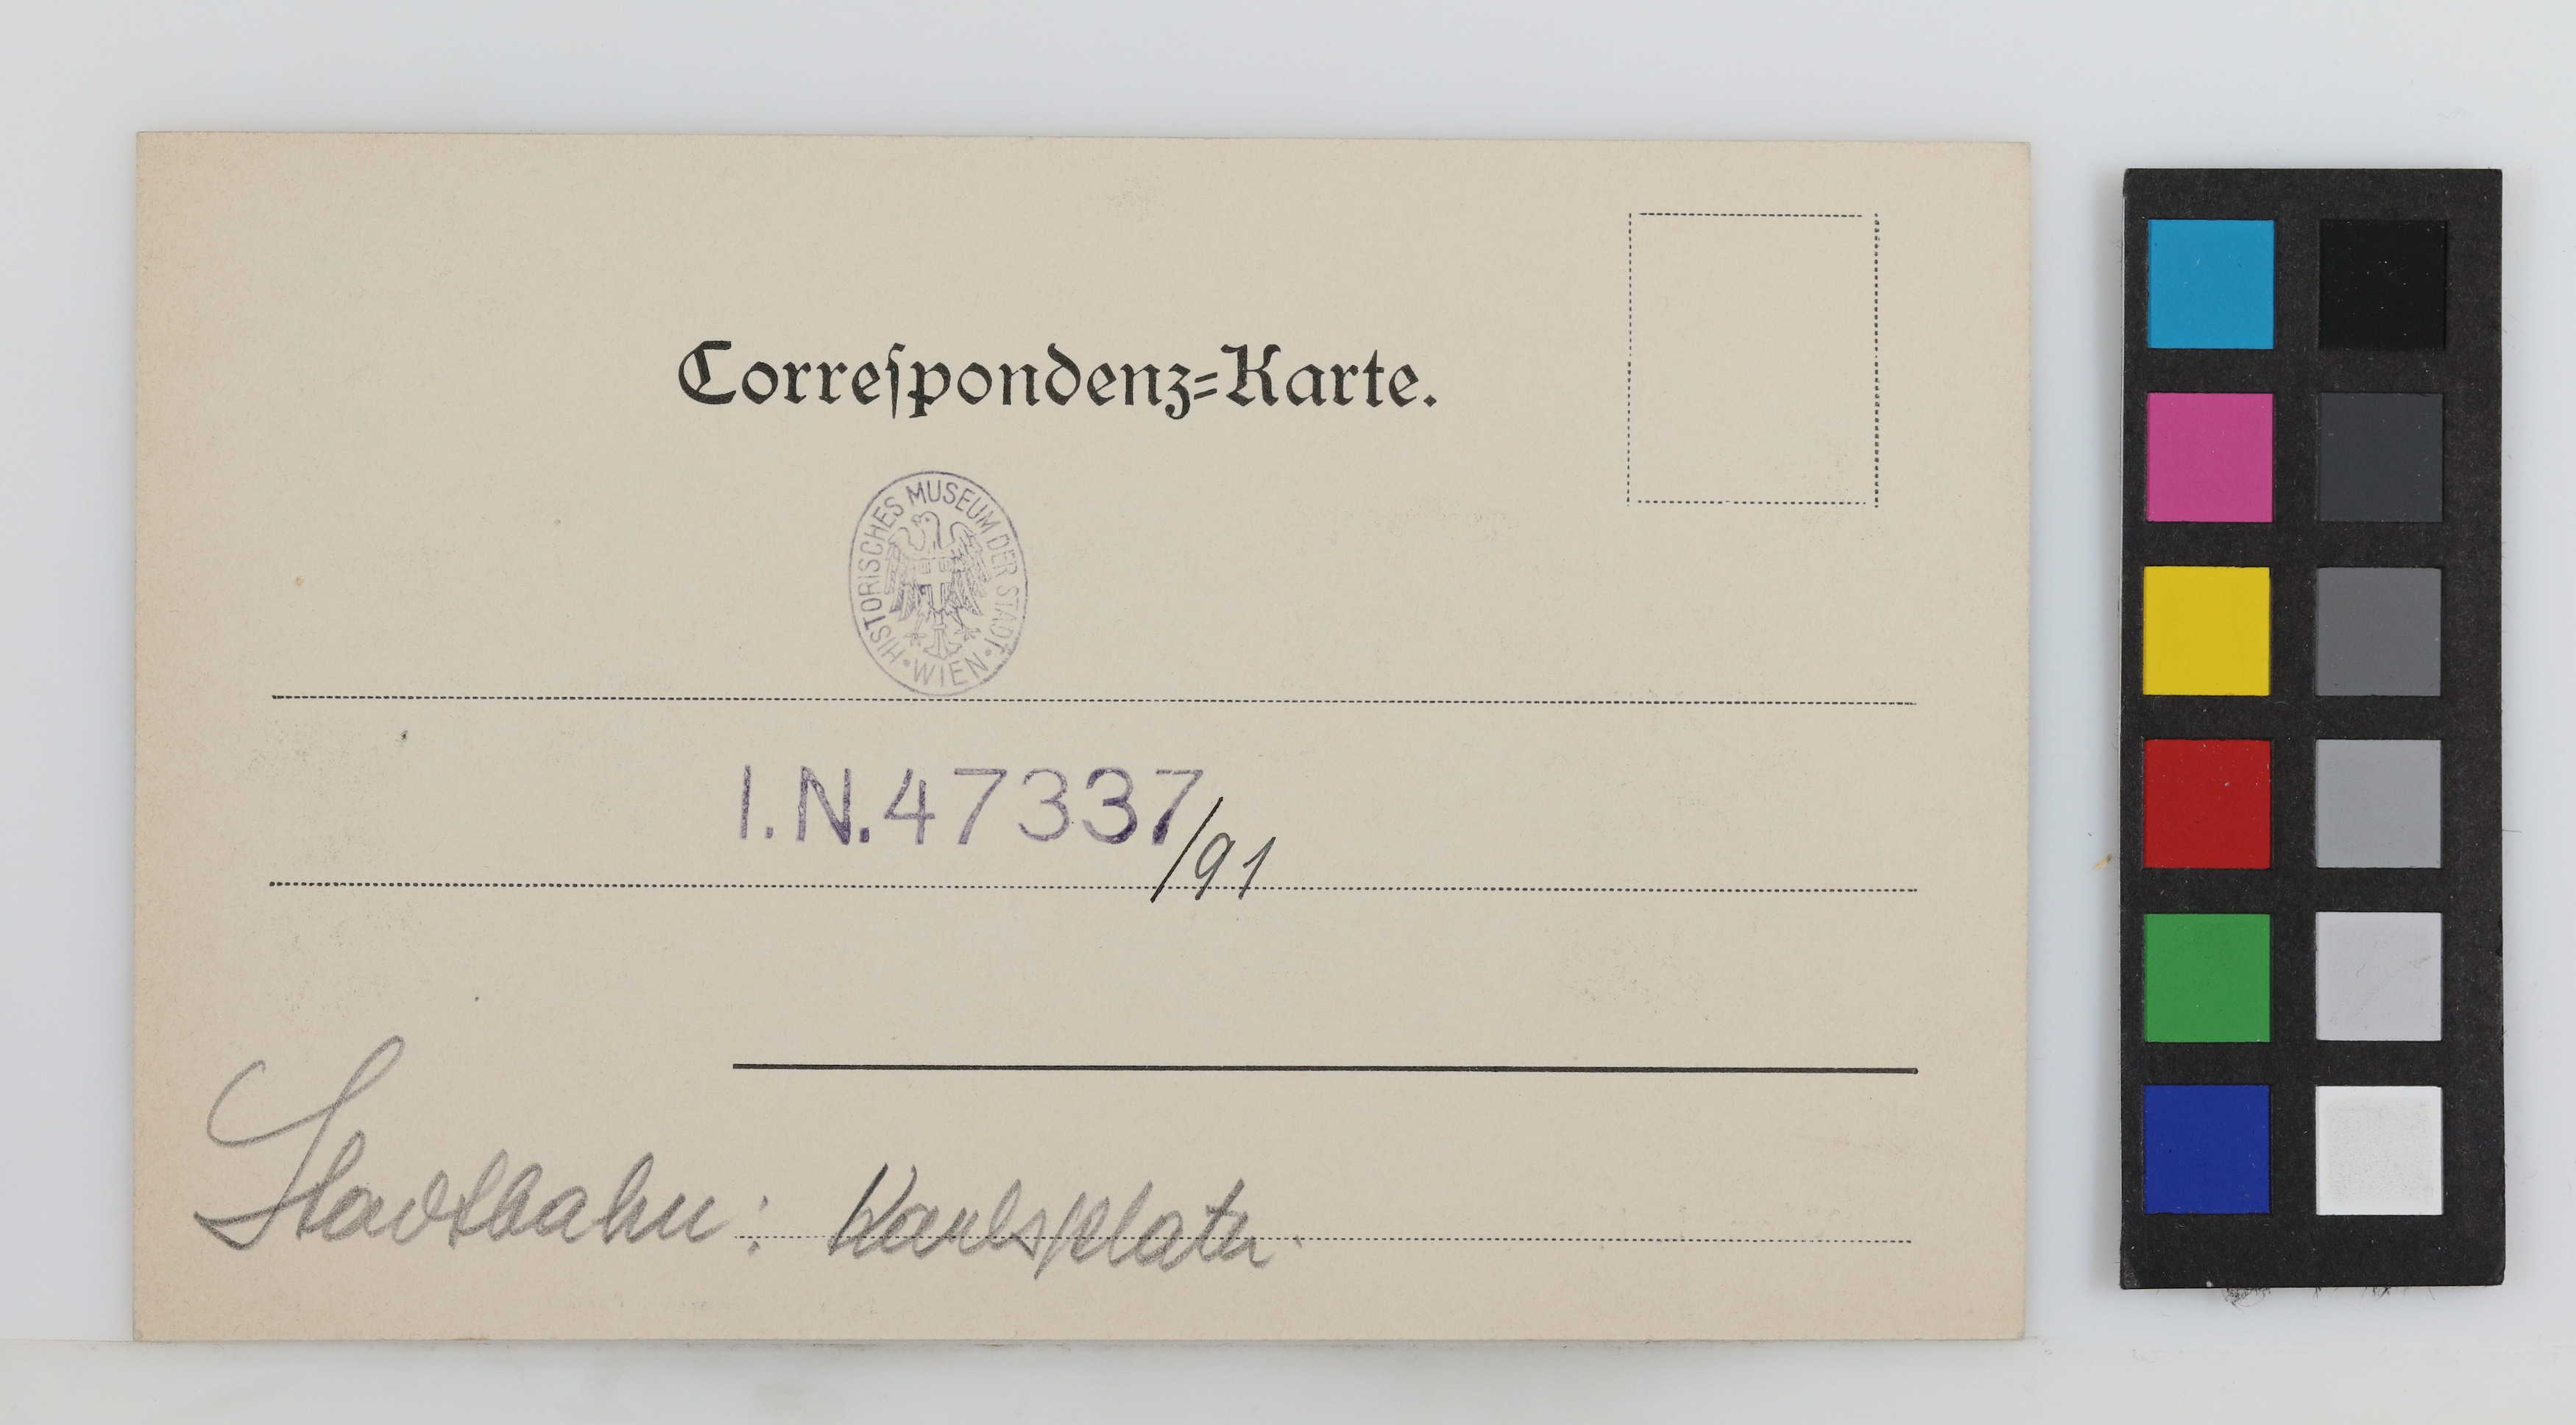 Correſpondenz=Karte.
HISTORISCHES MUSEUM DER STADT • WIEN •
I.N.47337/91
Stadtbahn: Karlsplatz.